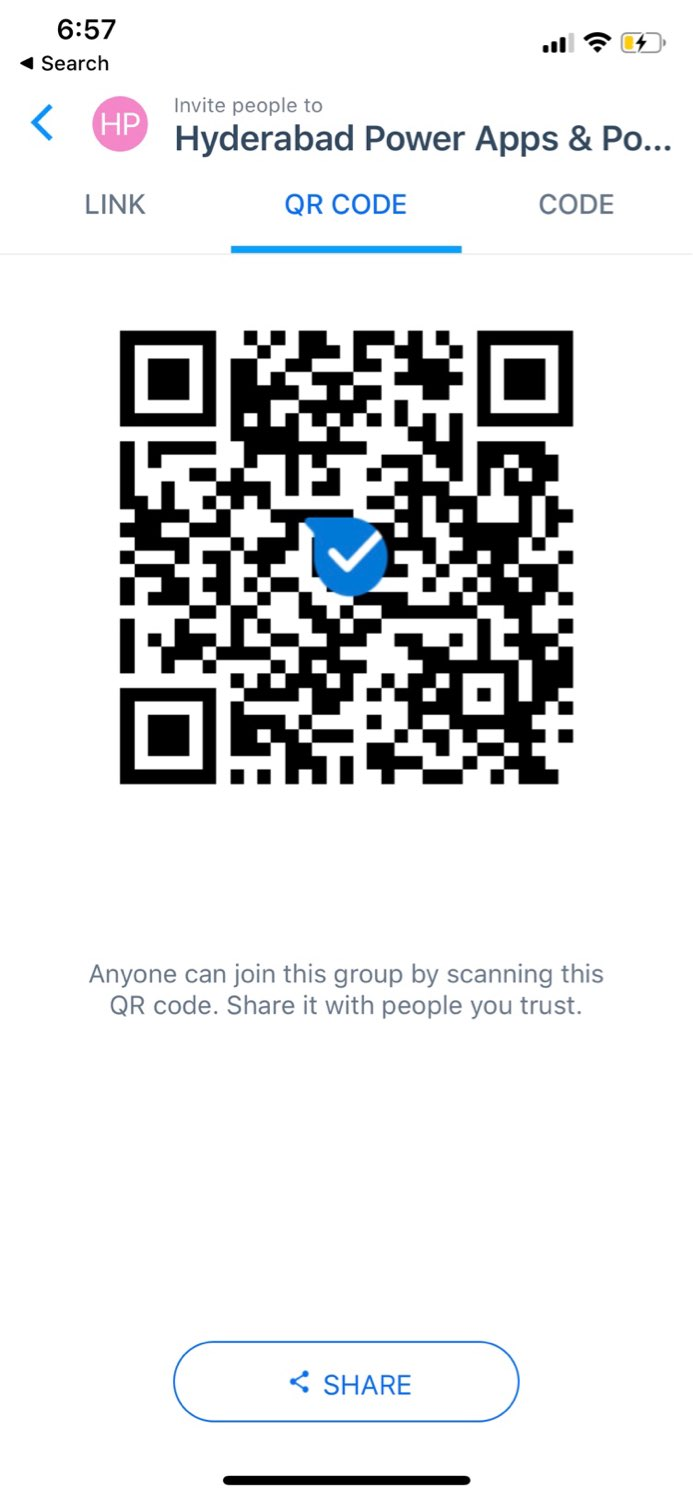 6:57
Search
Invite people to
HP
Hyderabad Power Apps & Po...
LINK
QR CODE
CODE
Anyone can join this group by scanning this
QR code. Share it with people you trust.
SHARE